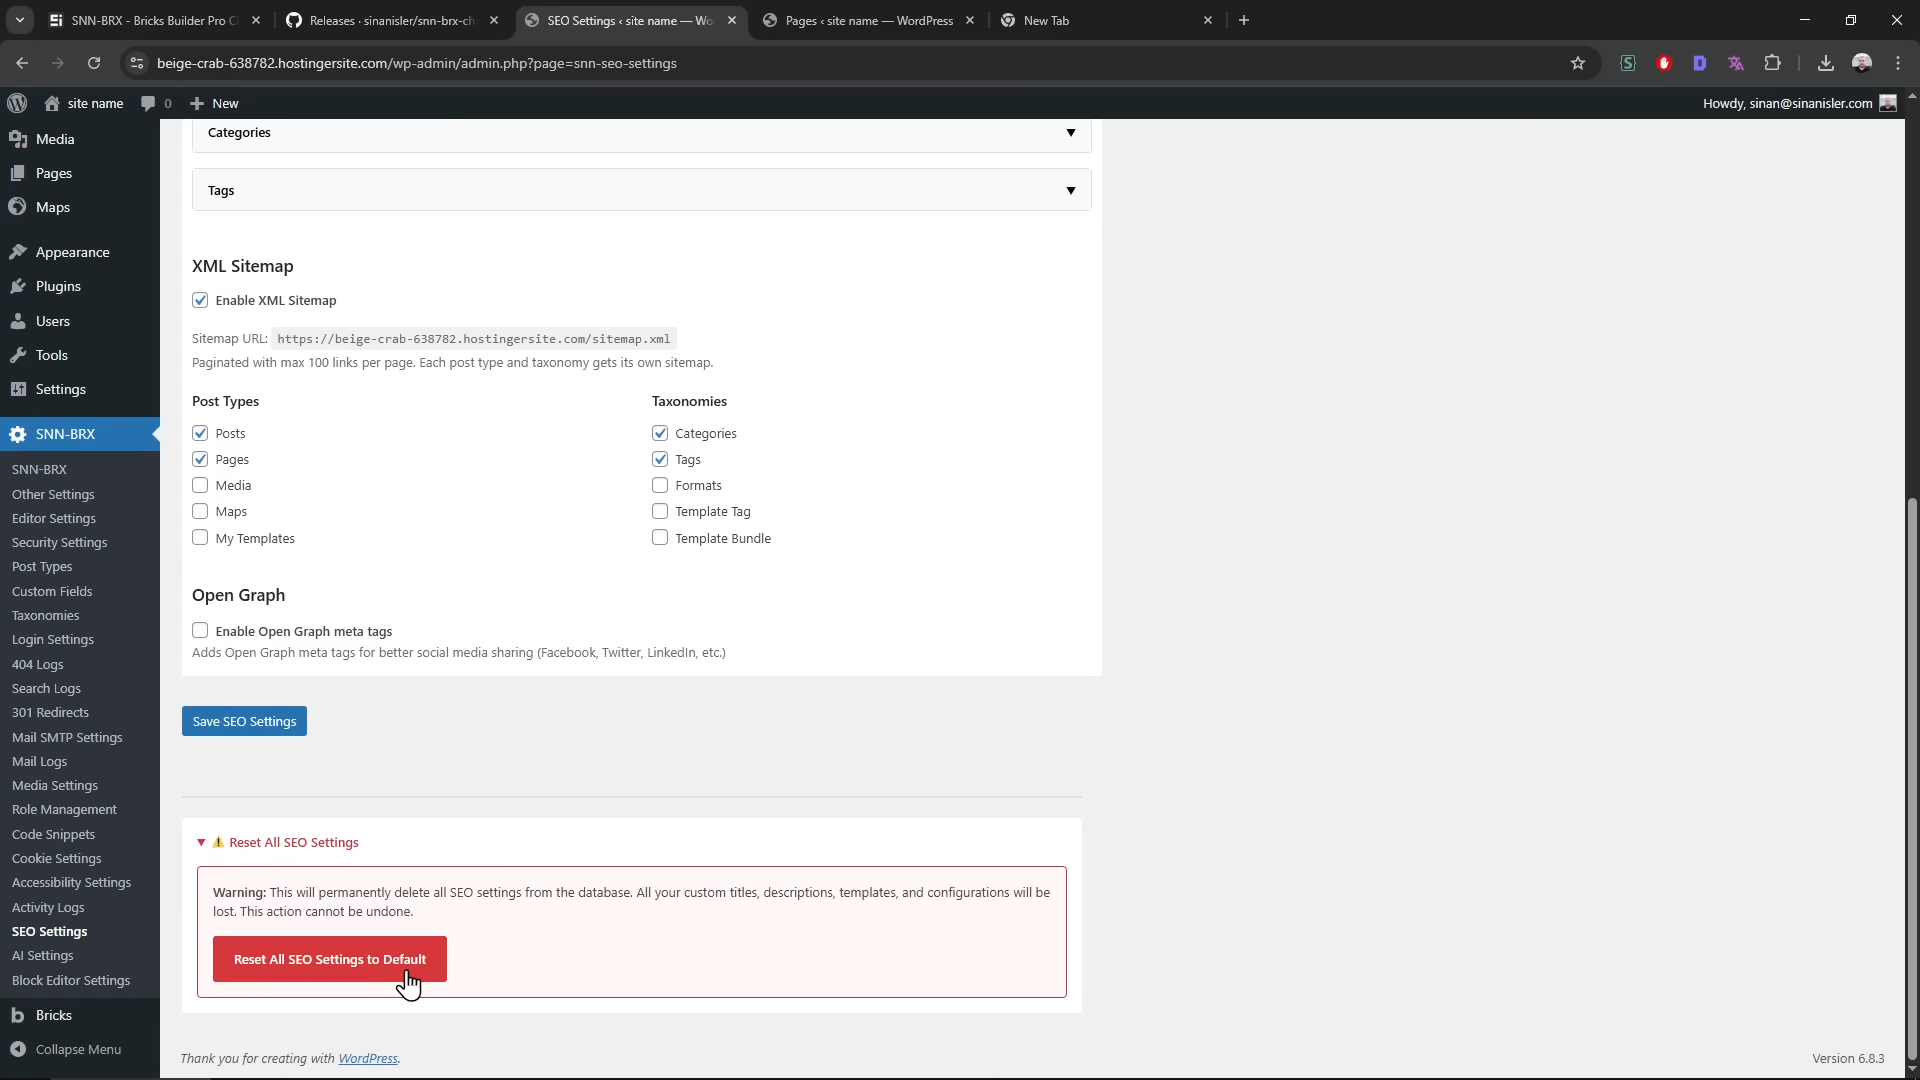 SNN-BRX - Bricks Builder Pro C
Releases · sinanisler/snn-brx-ch
SEO Settings ‹ site name — Wo
Pages ‹ site name — WordPress
New Tab
beige-crab-638782.hostingersite.com/wp-admin/admin.php?page=snn-seo-settings
site name
0
New
Howdy, sinan@sinanisler.com
Media
Pages
Maps
Appearance
Plugins
Users
Tools
Settings
SNN-BRX
SNN-BRX
Other Settings
Editor Settings
Security Settings
Post Types
Custom Fields
Taxonomies
Login Settings
404 Logs
Search Logs
301 Redirects
Mail SMTP Settings
Mail Logs
Media Settings
Role Management
Code Snippets
Cookie Settings
Accessibility Settings
Activity Logs
SEO Settings
AI Settings
Block Editor Settings
Bricks
Collapse Menu
Categories
Tags
XML Sitemap
Enable XML Sitemap
Sitemap URL: https://beige-crab-638782.hostingersite.com/sitemap.xml
Paginated with max 100 links per page. Each post type and taxonomy gets its own sitemap.
Post Types
Posts
Pages
Media
Maps
My Templates
Taxonomies
Categories
Tags
Formats
Template Tag
Template Bundle
Open Graph
Enable Open Graph meta tags
Adds Open Graph meta tags for better social media sharing (Facebook, Twitter, LinkedIn, etc.)
Save SEO Settings
Reset All SEO Settings
Warning: This will permanently delete all SEO settings from the database. All your custom titles, descriptions, templates, and configurations will be
lost. This action cannot be undone.
Reset All SEO Settings to Default
Thank you for creating with WordPress.
Version 6.8.3